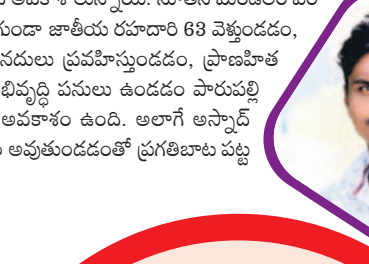 గుండా జాతీయ రహదారి 63 వెళ్తుండడం,
నదులు ప్రవహిస్తుండడం, ప్రాణహిత
భివృద్ధి పనులు ఉండడం పారుపల్లి
అవకాశం ఉంది. అలాగే అస్నాద్
అవుతుండడంతో ప్రగతిబాట పట్ట